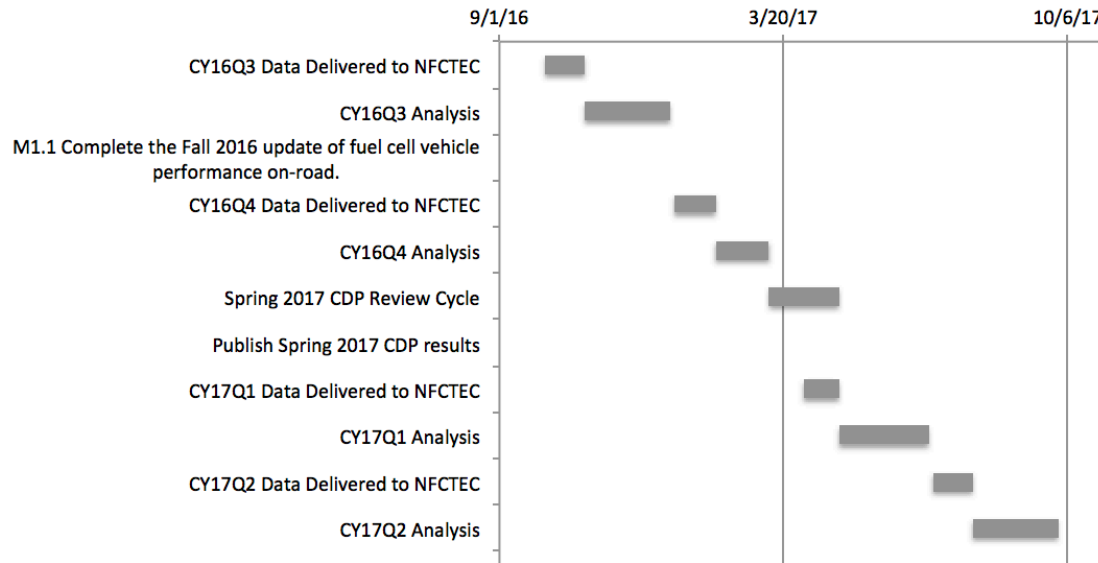 9/1/16 3/20/17 10/6/17
CY16Q3 Data Delivered to NFCTEC
CY16Q3 Analysis
M1.1 Complete the Fall 2016 update of fuel cell vehicle
performance on-road.
CY16Q4 Data Delivered to NFCTEC
CY16Q4 Analysis
Spring 2017 CDP Review Cycle
Publish Spring 2017 CDP results
CY17Q1 Data Delivered to NFCTEC
CY17Q1 Analysis
CY17Q2 Data Delivered to NFCTEC
CY17Q2 Analysis